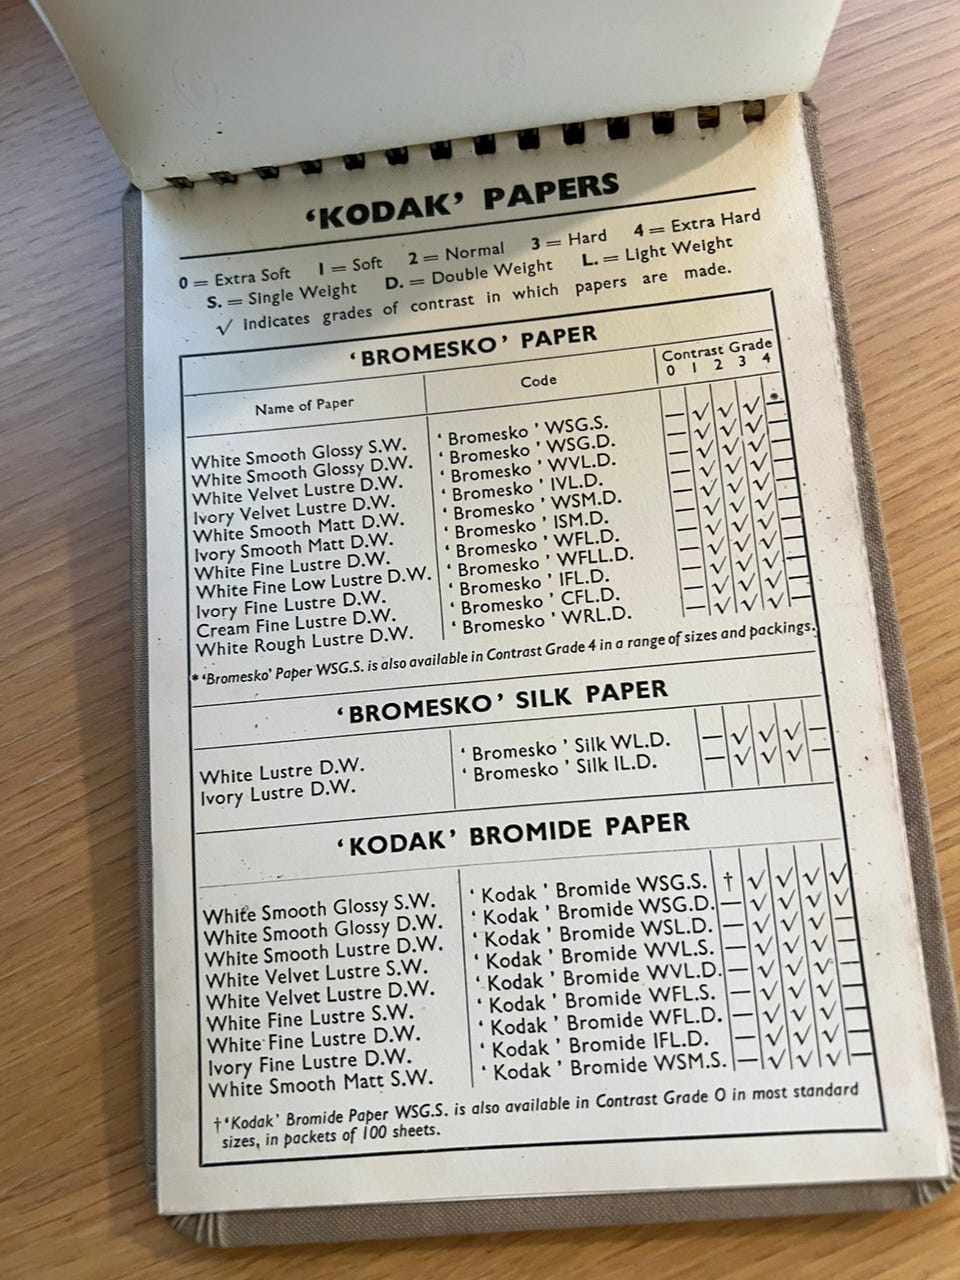 ‘KODAK’ PAPERS
0 = Extra Soft 1 = Soft 2 = Normal 3 = Hard 4 = Extra Hard
S. = Single Weight D. = Double Weight L. = Light Weight
√ Indicates grades of contrast in which papers are made.
‘BROMESKO’ PAPER
Name of Paper Code Contrast Grade
0 1 2 3 4
White Smooth Glossy S.W. ‘Bromesko’ WSG.S. — √ √ √ *
White Smooth Glossy D.W. ‘Bromesko’ WSG.D. — √ √ √ —
White Velvet Lustre D.W. ‘Bromesko’ WVL.D. — √ √ √ —
Ivory Velvet Lustre D.W. ‘Bromesko’ IVL.D. — √ √ √ —
White Smooth Matt D.W. ‘Bromesko’ WSM.D. — √ √ √ —
Ivory Smooth Matt D.W. ‘Bromesko’ ISM.D. — √ √ √ —
White Fine Lustre D.W. ‘Bromesko’ WFL.D. — √ √ √ —
White Fine Low Lustre D.W. ‘Bromesko’ WFLL.D. — √ √ √ —
Ivory Fine Lustre D.W. ‘Bromesko’ IFL.D. — √ √ √ —
Cream Fine Lustre D.W. ‘Bromesko’ CFL.D. — √ √ √ —
White Rough Lustre D.W. ‘Bromesko’ WRL.D. — √ √ √ —
* ‘Bromesko’ Paper WSG.S. is also available in Contrast Grade 4 in a range of sizes and packings.
‘BROMESKO’ SILK PAPER
White Lustre D.W. ‘Bromesko’ Silk WL.D. — √ √ √ —
Ivory Lustre D.W. ‘Bromesko’ Silk IL.D. — √ √ √ —
‘KODAK’ BROMIDE PAPER
White Smooth Glossy S.W. ‘Kodak’ Bromide WSG.S. † √ √ √ √
White Smooth Glossy D.W. ‘Kodak’ Bromide WSG.D. — √ √ √ √
White Smooth Lustre D.W. ‘Kodak’ Bromide WSL.D. — √ √ √ —
White Velvet Lustre S.W. ‘Kodak’ Bromide WVL.S. — √ √ √ —
White Velvet Lustre D.W. ‘Kodak’ Bromide WVL.D. — √ √ √ —
White Fine Lustre S.W. ‘Kodak’ Bromide WFL.S. — √ √ √ —
White Fine Lustre D.W. ‘Kodak’ Bromide WFL.D. — √ √ √ —
Ivory Fine Lustre D.W. ‘Kodak’ Bromide IFL.D. — √ √ √ —
White Smooth Matt S.W. ‘Kodak’ Bromide WSM.S. — √ √ √ —
† ‘Kodak’ Bromide Paper WSG.S. is also available in Contrast Grade O in most standard
sizes, in packets of 100 sheets.